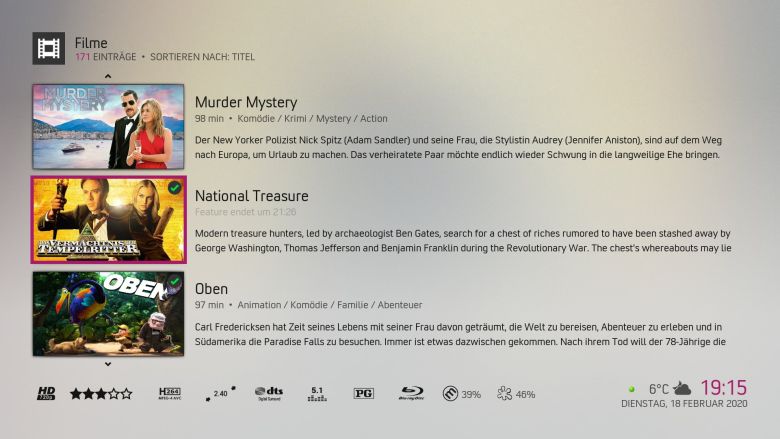 Filme
171 EINTRÄGE • SORTIEREN NACH: TITEL
MURDER
MYSTERY
Murder Mystery
98 min • Komödie / Krimi / Mystery / Action
Der New Yorker Polizist Nick Spitz (Adam Sandler) und seine Frau, die Stylistin Audrey (Jennifer Aniston), sind auf dem Weg
nach Europa, um Urlaub zu machen. Das verheiratete Paar möchte endlich wieder Schwung in die langweilige Ehe bringen.
DAS VERMÄCHTNIS DER
TEMPELRITTER
National Treasure
Feature endet um 21:26
Modern treasure hunters, led by archaeologist Ben Gates, search for a chest of riches rumored to have been stashed away by
George Washington, Thomas Jefferson and Benjamin Franklin during the Revolutionary War. The chest's whereabouts may lie
OBEN
Oben
97 min • Animation / Komödie / Familie / Abenteuer
Carl Fredericksen hat Zeit seines Lebens mit seiner Frau davon geträumt, die Welt zu bereisen, Abenteuer zu erleben und in
Südamerika die Paradise Falls zu besuchen. Immer ist etwas dazwischen gekommen. Nach ihrem Tod will der 78-Jährige die
HD
720p
H264
MPEG-4 AVC
2.40
dts
Digital Surround
5.1
PG
Blu-ray Disc
39%
46%
6°C
19:15
DIENSTAG, 18 FEBRUAR 2020